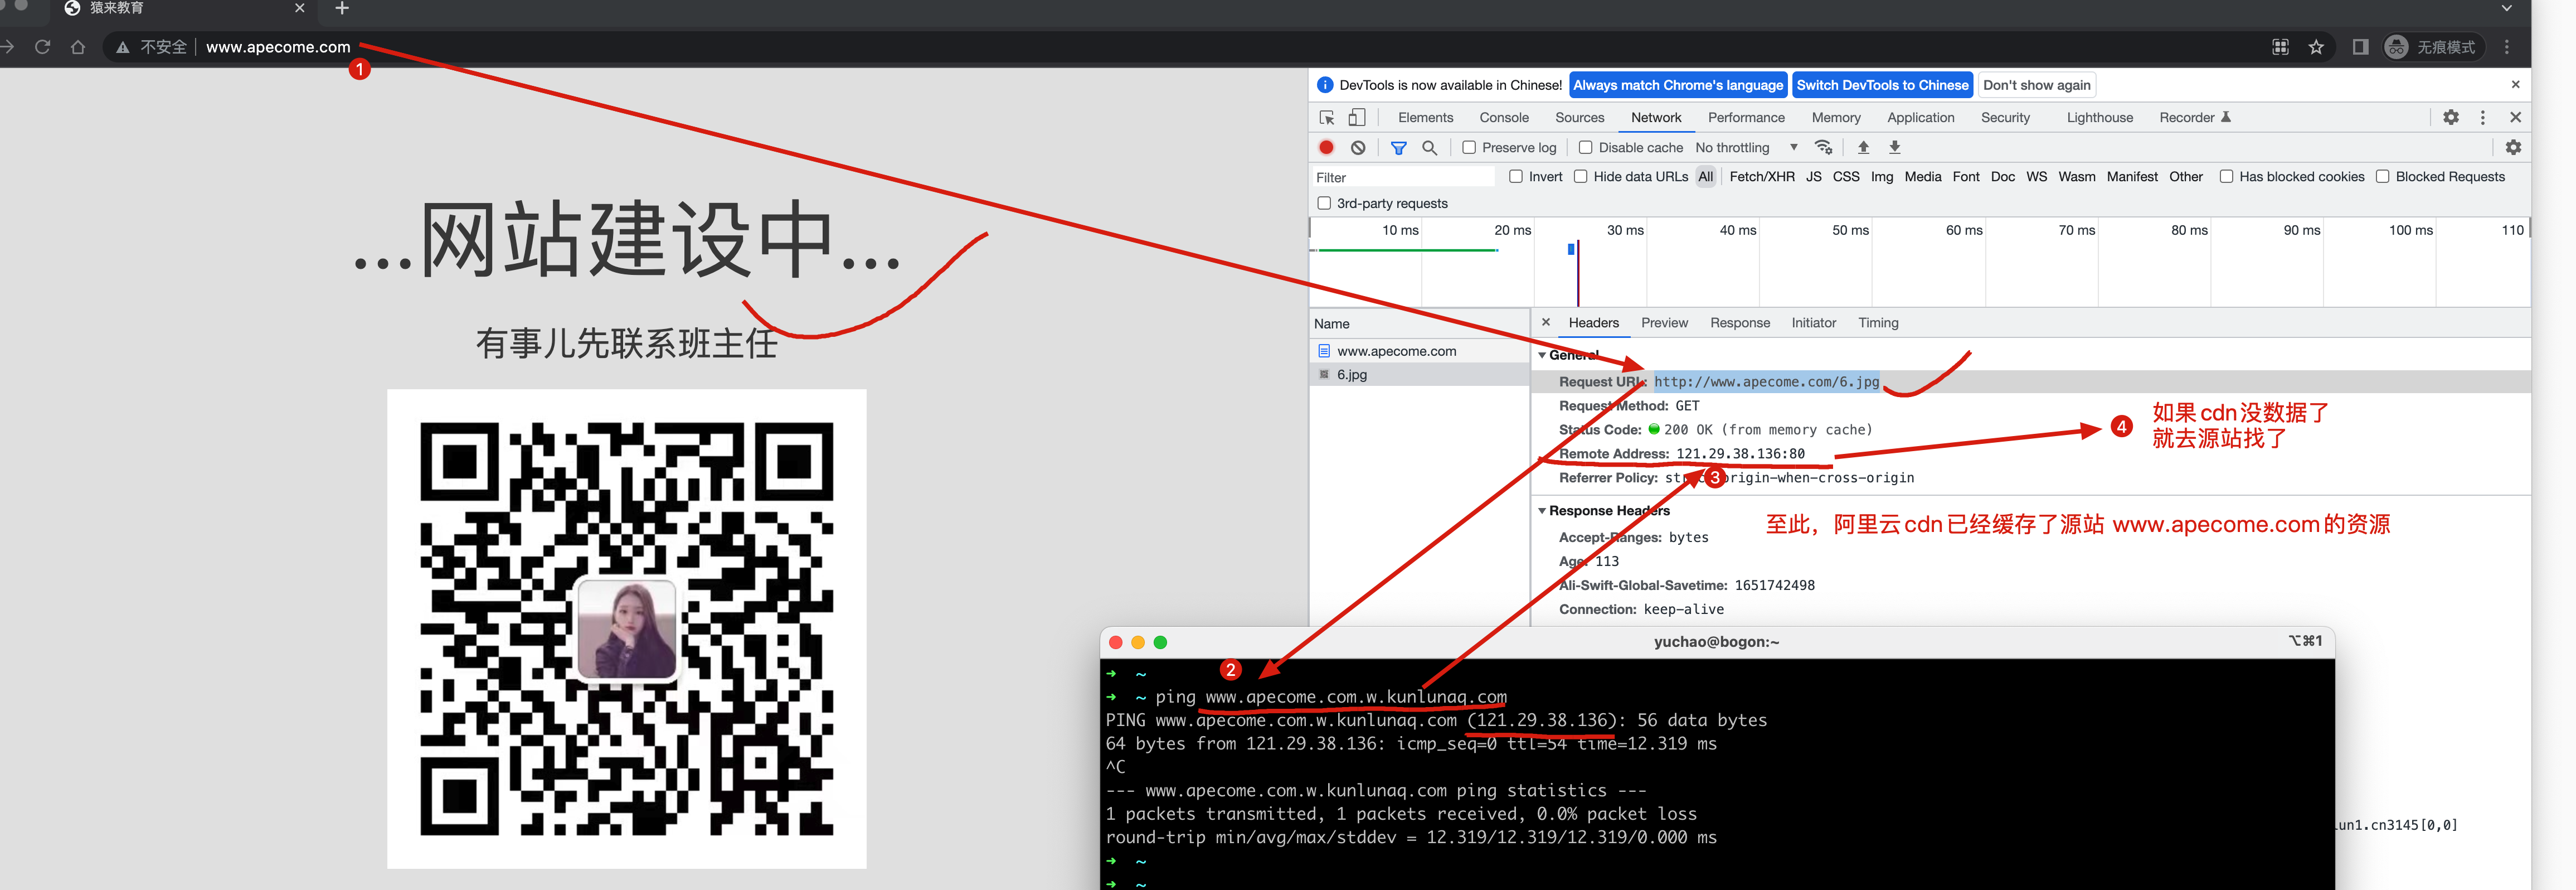 猿来教育
不安全 www.apecome.com 无痕模式
1
DevTools is now available in Chinese! Always match Chrome's language Switch DevTools to Chinese Don't show again
Elements Console Sources Network Performance Memory Application Security Lighthouse Recorder
Preserve log Disable cache No throttling
Filter Invert Hide data URLs All Fetch/XHR JS CSS Img Media Font Doc WS Wasm Manifest Other Has blocked cookies Blocked Requests
3rd-party requests
10 ms 20 ms 30 ms 40 ms 50 ms 60 ms 70 ms 80 ms 90 ms 100 ms 110
...网站建设中...
有事儿先联系班主任
Name
www.apecome.com
6.jpg
Headers Preview Response Initiator Timing
General
Request URL: http://www.apecome.com/6.jpg
Request Method: GET
Status Code: 200 OK (from memory cache)
Remote Address: 121.29.38.136:80
Referrer Policy: strict-origin-when-cross-origin
3
4 如果cdn没数据了
就去源站找了
Response Headers
至此，阿里云cdn已经缓存了源站 www.apecome.com的资源
Accept-Ranges: bytes
Age: 113
Ali-Swift-Global-Savetime: 1651742498
Connection: keep-alive
yuchao@bogon:~ ⌥⌘1
2
➜ ~
➜ ~ ping www.apecome.com.w.kunlunaq.com
PING www.apecome.com.w.kunlunaq.com (121.29.38.136): 56 data bytes
64 bytes from 121.29.38.136: icmp_seq=0 ttl=54 time=12.319 ms
^C
--- www.apecome.com.w.kunlunaq.com ping statistics ---
1 packets transmitted, 1 packets received, 0.0% packet loss
round-trip min/avg/max/stddev = 12.319/12.319/12.319/0.000 ms
➜ ~
➜ ~
lun1.cn3145[0,0]